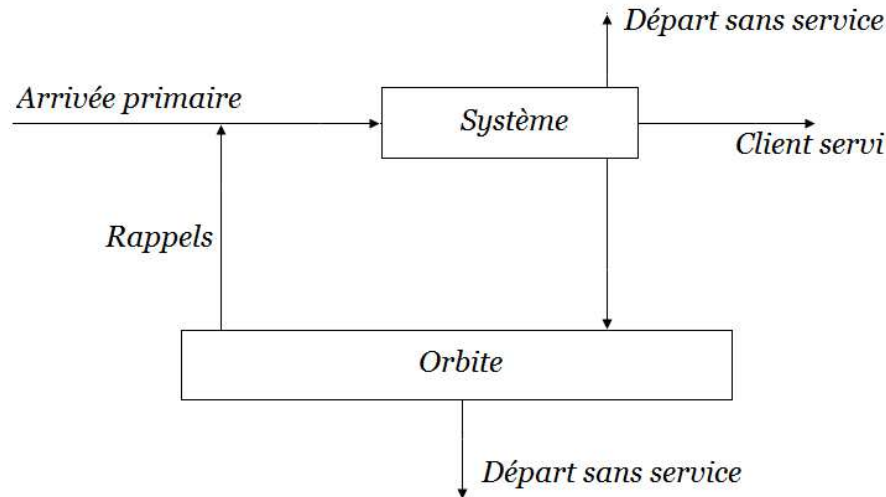 Départ sans service
Arrivée primaire
Système
Client servi
Rappels
Orbite
Départ sans service